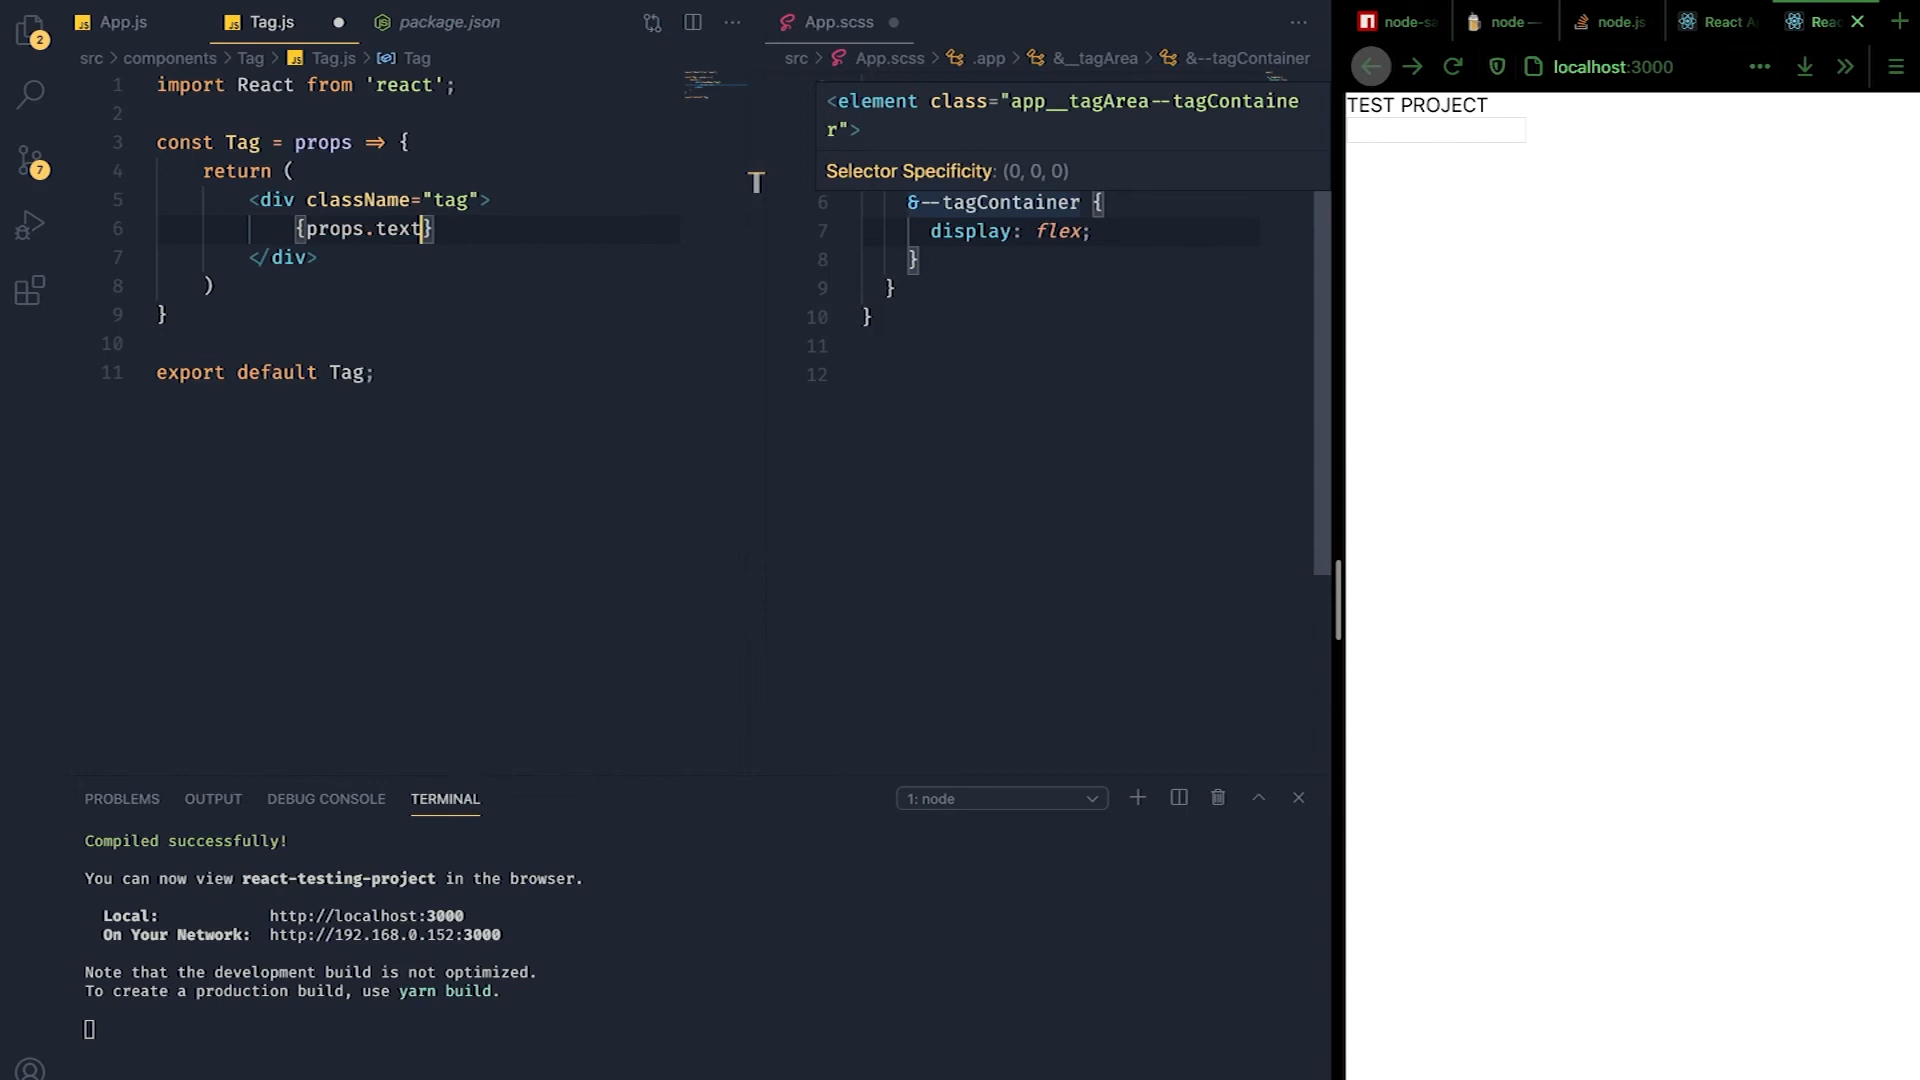 App.js
Tag.js
package.json
App.scss
node-sa
node —
node.js
React A
Reac
2
src > components > Tag > Tag.js > Tag
src > App.scss > .app > &__tagArea > &--tagContainer
localhost:3000
1 import React from 'react';
2
3 const Tag = props => {
4 return (
5 <div className="tag">
6 {props.text}
7 </div>
8 )
9 }
10
11 export default Tag;
7
<element class="app__tagArea--tagContaine
r">
Selector Specificity: (0, 0, 0)
6 &--tagContainer {
7 display: flex;
8 }
9 }
10 }
11
12
TEST PROJECT
PROBLEMS
OUTPUT
DEBUG CONSOLE
TERMINAL
1: node
Compiled successfully!
You can now view react-testing-project in the browser.
Local: http://localhost:3000
On Your Network: http://192.168.0.152:3000
Note that the development build is not optimized.
To create a production build, use yarn build.